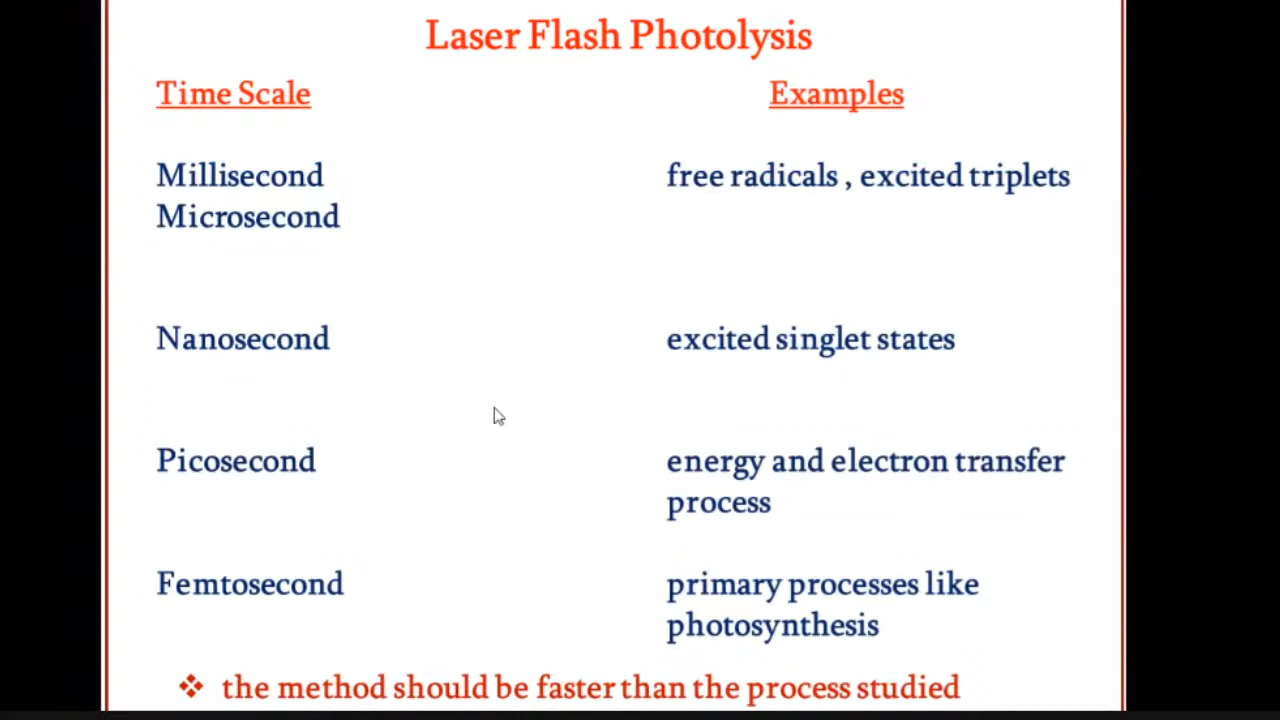 Laser Flash Photolysis
Time Scale Examples
Millisecond free radicals , excited triplets
Microsecond
Nanosecond excited singlet states
Picosecond energy and electron transfer
process
Femtosecond primary processes like
photosynthesis
❖ the method should be faster than the process studied